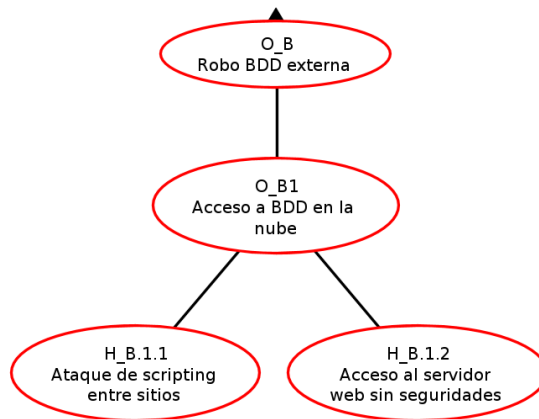 O_B
Robo BDD externa
O_B1
Acceso a BDD en la
nube
H_B.1.1
Ataque de scripting
entre sitios
H_B.1.2
Acceso al servidor
web sin seguridades